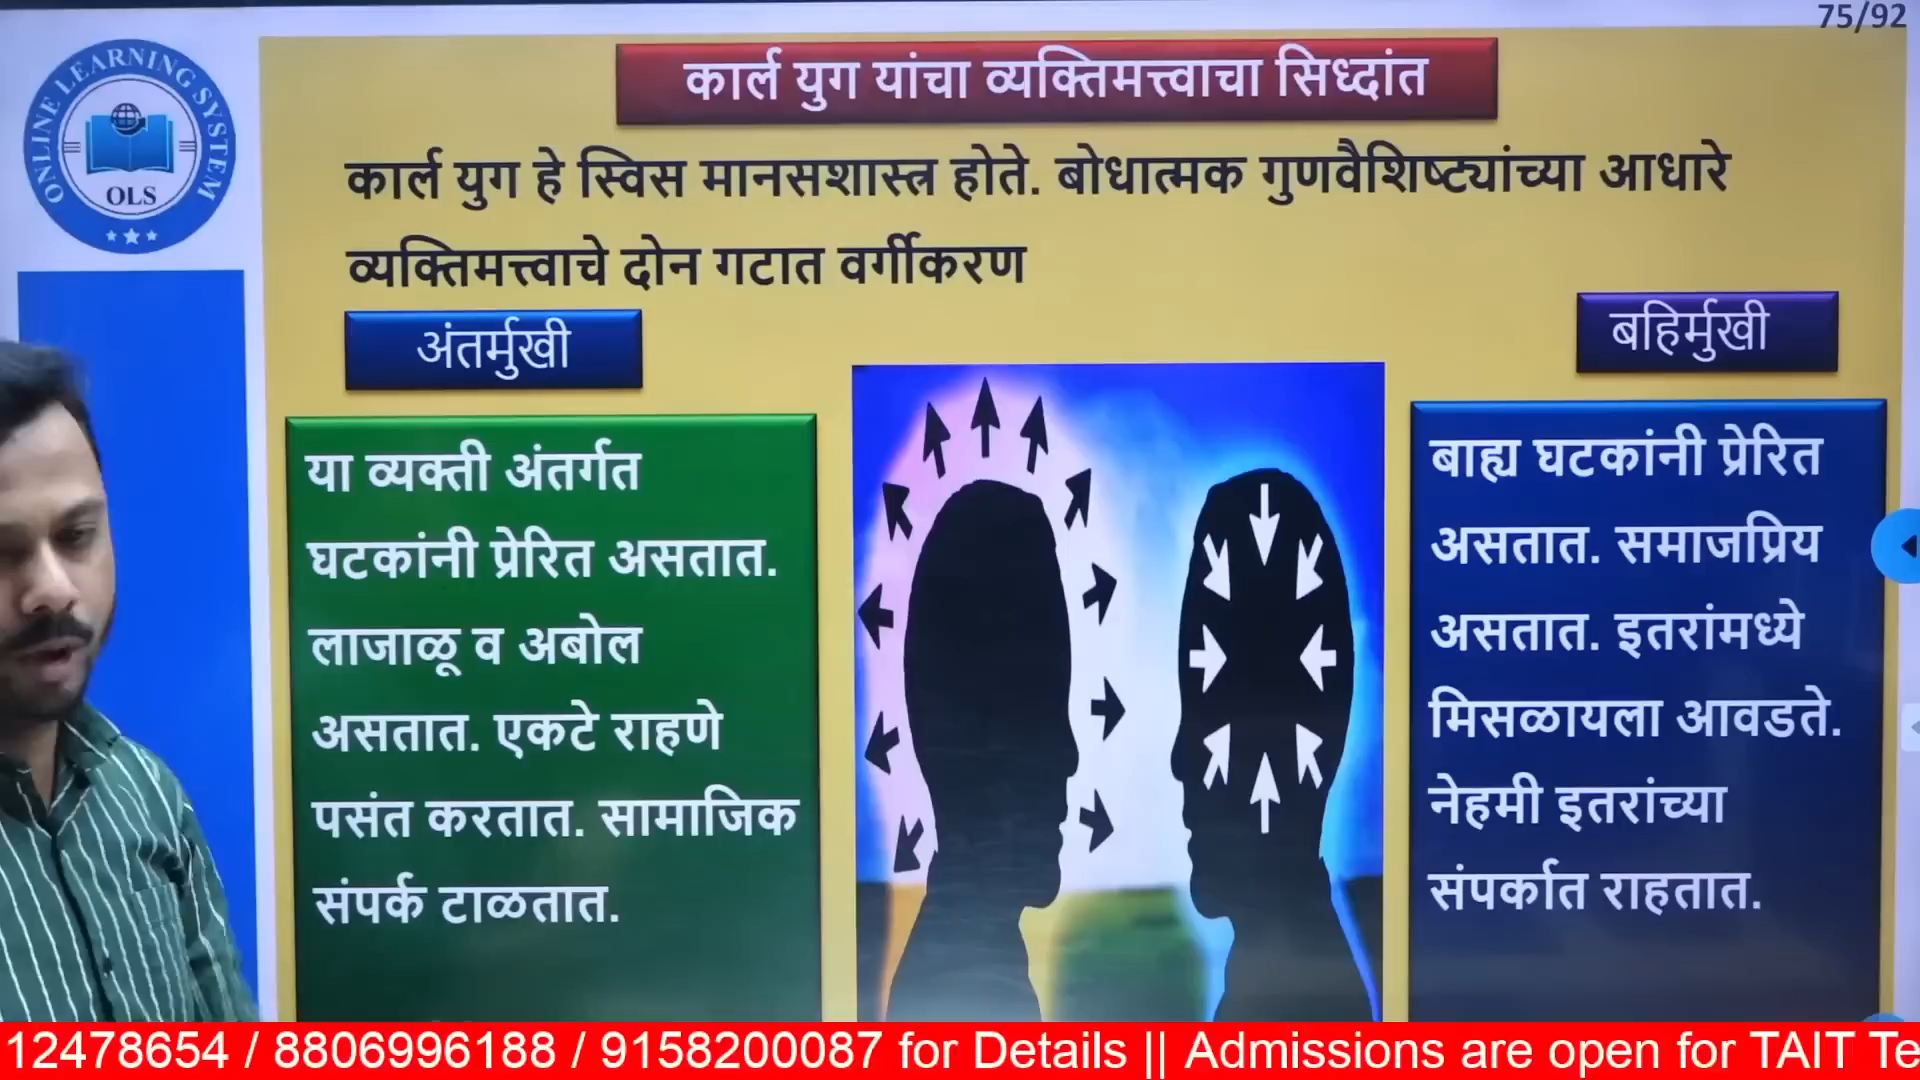 75/92
ONLINE LEARNING SYSTEM
OLS
कार्ल युग यांचा व्यक्तिमत्त्वाचा सिध्दांत
कार्ल युग हे स्विस मानसशास्त्र होते. बोधात्मक गुणवैशिष्ट्यांच्या आधारे
व्यक्तिमत्त्वाचे दोन गटात वर्गीकरण
अंतर्मुखी
या व्यक्ती अंतर्गत
घटकांनी प्रेरित असतात.
लाजाळू व अबोल
असतात. एकटे राहणे
पसंत करतात. सामाजिक
संपर्क टाळतात.
बहिर्मुखी
बाह्य घटकांनी प्रेरित
असतात. समाजप्रिय
असतात. इतरांमध्ये
मिसळायला आवडते.
नेहमी इतरांच्या
संपर्कात राहतात.
12478654 / 8806996188 / 9158200087 for Details || Admissions are open for TAIT Te